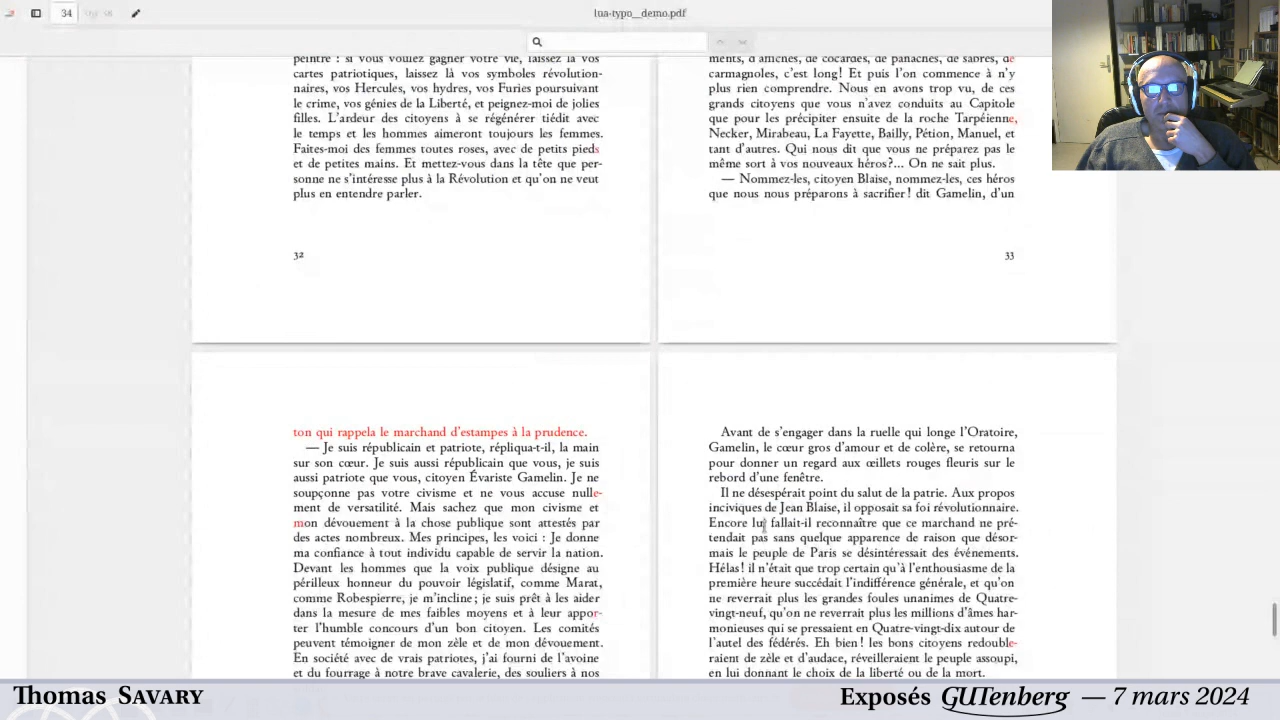 34
lua-typo_demo.pdf
peintre : si vous voulez gagner votre vie, laissez là vos
cartes patriotiques, laissez là vos symboles révolution-
naires, vos Hercules, vos hydres, vos Furies poursuivant
le crime, vos génies de la Liberté, et peignez-moi de jolies
filles. L’ardeur des citoyens à se régénérer tiédit avec
le temps et les hommes aimeront toujours les femmes.
Faites-moi des femmes toutes roses, avec de petits pieds
et de petites mains. Et mettez-vous dans la tête que per-
sonne ne s’intéresse plus à la Révolution et qu’on ne veut
plus en entendre parler.
32
ments, d’affiches, de cocardes, de panaches, de sabres, de
carmagnoles, c’est long ! Et puis l’on commence à n’y
plus rien comprendre. Nous en avons trop vu, de ces
grands citoyens que vous n’avez conduits au Capitole
que pour les précipiter ensuite de la roche Tarpéienne,
Necker, Mirabeau, La Fayette, Bailly, Pétion, Manuel, et
tant d’autres. Qui nous dit que vous ne préparez pas le
même sort à vos nouveaux héros ?... On ne sait plus.
— Nommez-les, citoyen Blaise, nommez-les, ces héros
que nous nous préparons à sacrifier ! dit Gamelin, d’un
33
ton qui rappela le marchand d’estampes à la prudence.
— Je suis républicain et patriote, répliqua-t-il, la main
sur son cœur. Je suis aussi républicain que vous, je suis
aussi patriote que vous, citoyen Évariste Gamelin. Je ne
soupçonne pas votre civisme et ne vous accuse nulle-
ment de versatilité. Mais sachez que mon civisme et
mon dévouement à la chose publique sont attestés par
des actes nombreux. Mes principes, les voici : Je donne
ma confiance à tout individu capable de servir la nation.
Devant les hommes que la voix publique désigne au
périlleux honneur du pouvoir législatif, comme Marat,
comme Robespierre, je m’incline ; je suis prêt à les aider
dans la mesure de mes faibles moyens et à leur appor-
ter l’humble concours d’un bon citoyen. Les comités
peuvent témoigner de mon zèle et de mon dévouement.
En société avec de vrais patriotes, j’ai fourni de l’avoine
et du fourrage à notre brave cavalerie, des souliers à nos
Avant de s’engager dans la ruelle qui longe l’Oratoire,
Gamelin, le cœur gros d’amour et de colère, se retourna
pour donner un regard aux œillets rouges fleuris sur le
rebord d’une fenêtre.
Il ne désespérait point du salut de la patrie. Aux propos
inciviques de Jean Blaise, il opposait sa foi révolutionnaire.
Encore lui fallait-il reconnaître que ce marchand ne pré-
tendait pas sans quelque apparence de raison que désor-
mais le peuple de Paris se désintéressait des événements.
Hélas ! il n’était que trop certain qu’à l’enthousiasme de la
première heure succédait l’indifférence générale, et qu’on
ne reverrait plus les grandes foules unanimes de Quatre-
vingt-neuf, qu’on ne reverrait plus les millions d’âmes har-
monieuses qui se pressaient en Quatre-vingt-dix autour de
l’autel des fédérés. Eh bien ! les bons citoyens redouble-
raient de zèle et d’audace, réveilleraient le peuple assoupi,
en lui donnant le choix de la liberté ou de la mort.
Thomas SAVARY
Exposés GUTenberg — 7 mars 2024